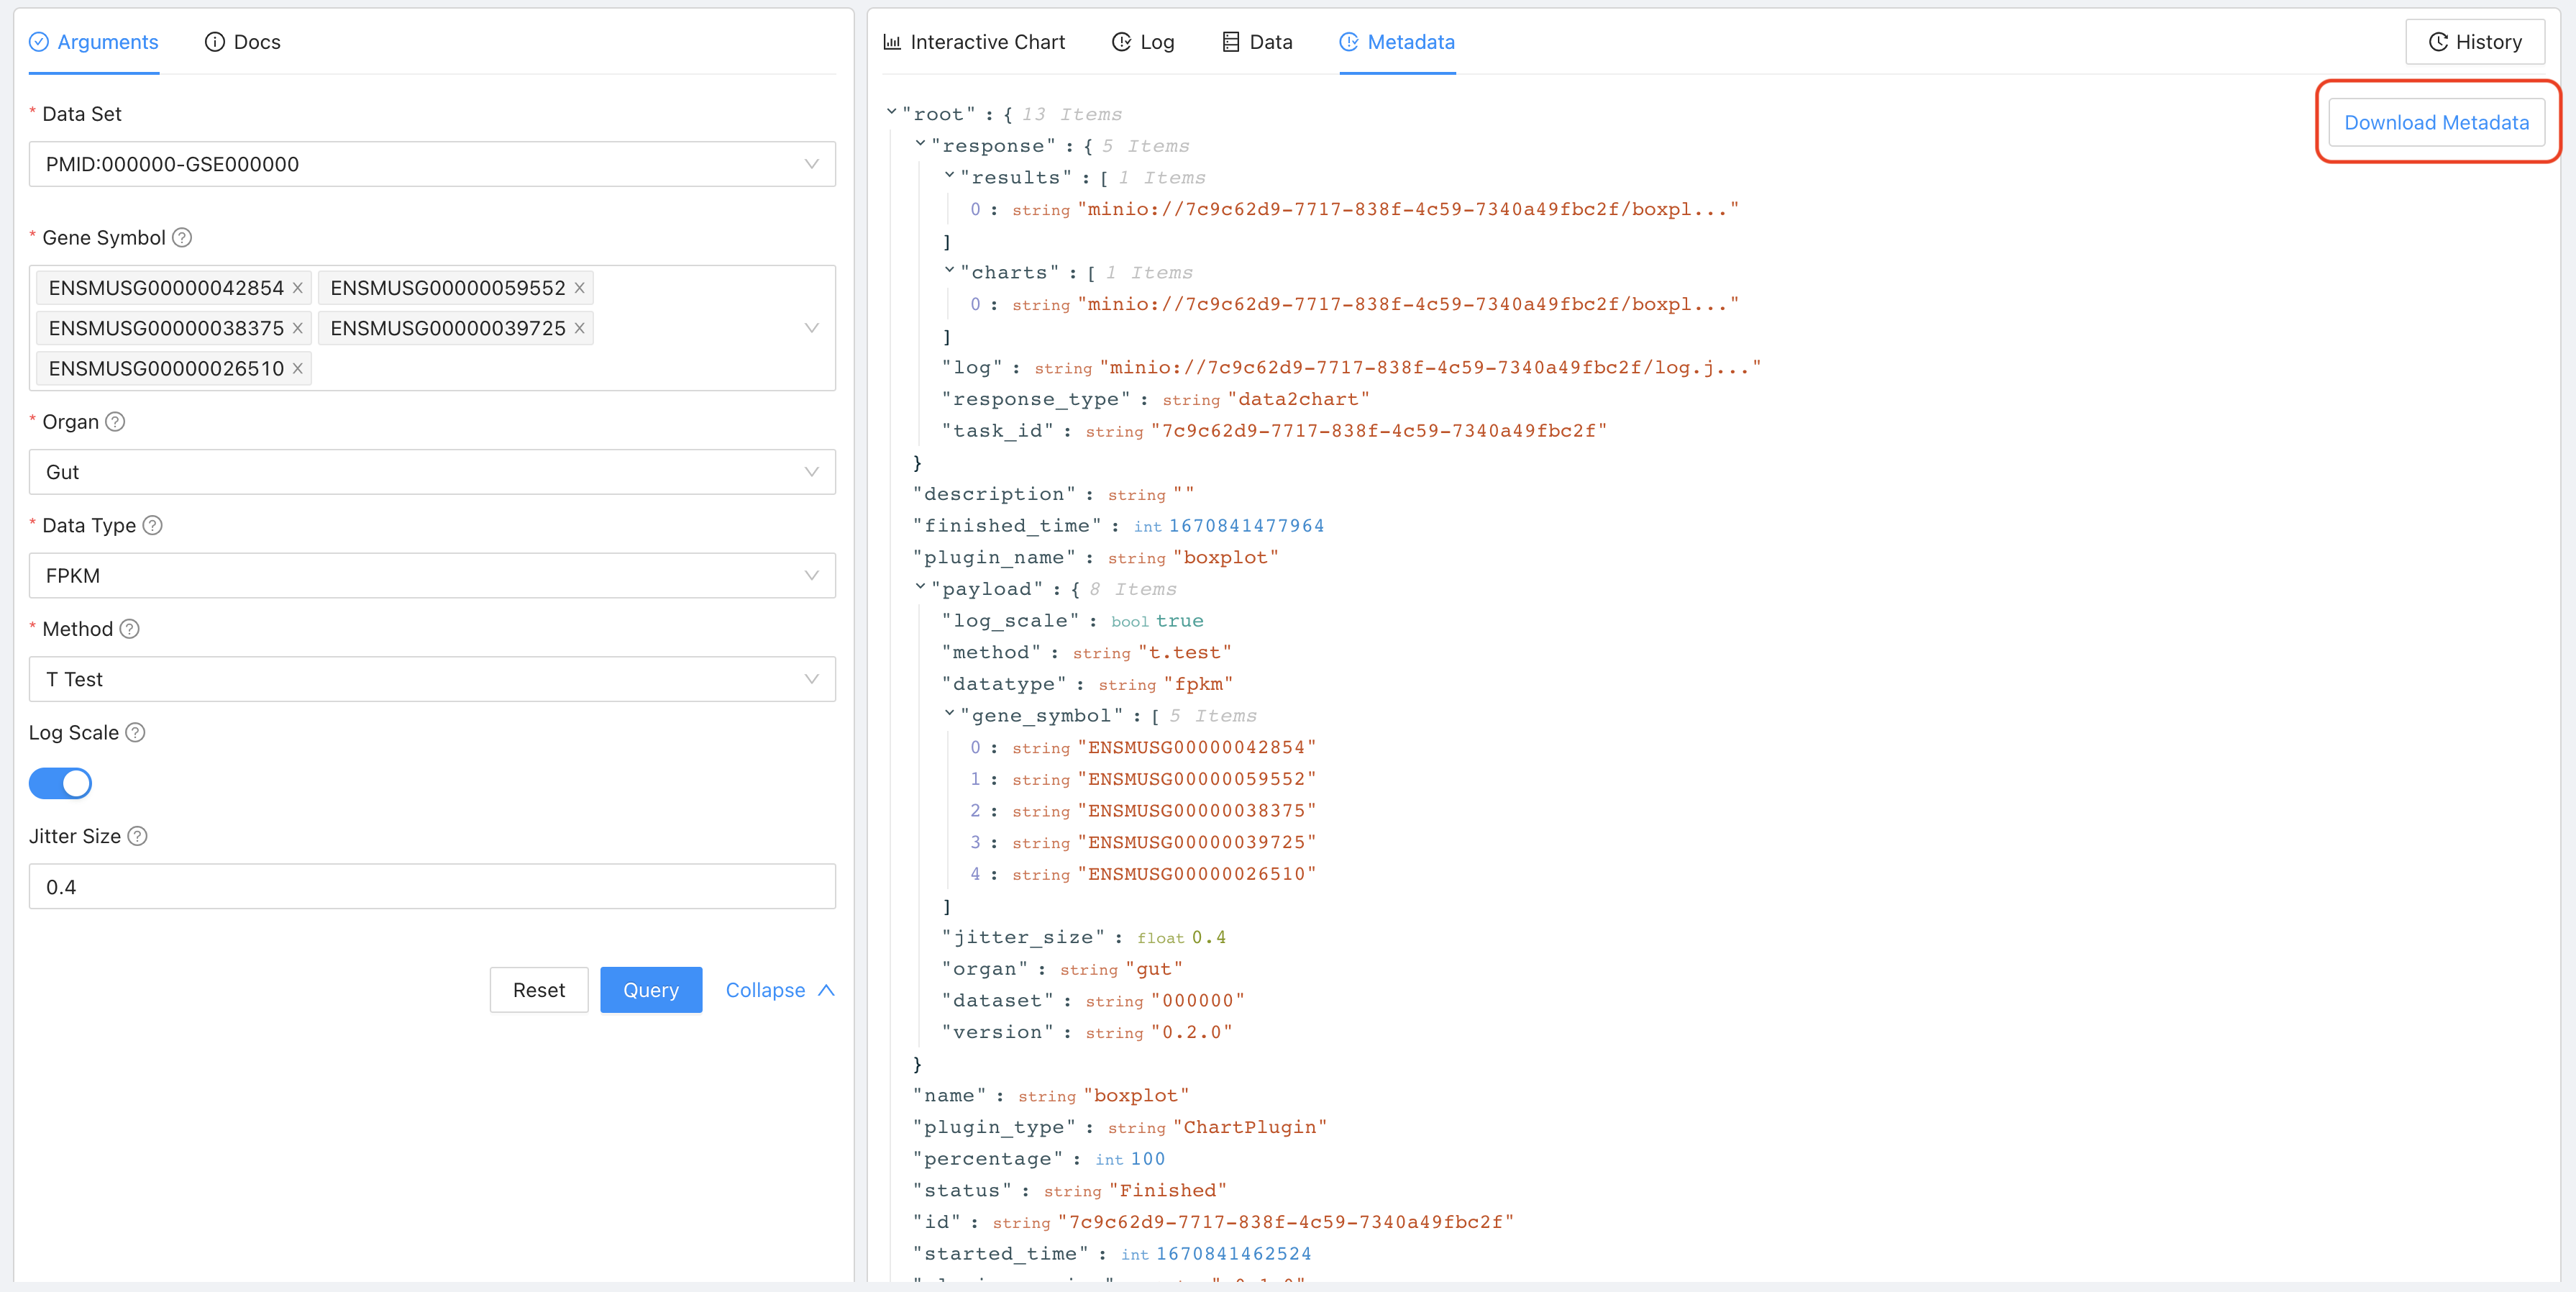 Arguments
Docs
* Data Set
PMID:000000-GSE000000
* Gene Symbol
ENSMUSG00000042854 ×
ENSMUSG00000059552 ×
ENSMUSG00000038375 ×
ENSMUSG00000039725 ×
ENSMUSG00000026510 ×
* Organ
Gut
* Data Type
FPKM
* Method
T Test
Log Scale
Jitter Size
0.4
Reset
Query
Collapse
Interactive Chart
Log
Data
Metadata
History
Download Metadata
"root" : { 13 Items
"response" : { 5 Items
"results" : [ 1 Items
0 : string "minio://7c9c62d9-7717-838f-4c59-7340a49fbc2f/boxpl..."
]
"charts" : [ 1 Items
0 : string "minio://7c9c62d9-7717-838f-4c59-7340a49fbc2f/boxpl..."
]
"log" : string "minio://7c9c62d9-7717-838f-4c59-7340a49fbc2f/log.j..."
"response_type" : string "data2chart"
"task_id" : string "7c9c62d9-7717-838f-4c59-7340a49fbc2f"
}
"description" : string ""
"finished_time" : int 1670841477964
"plugin_name" : string "boxplot"
"payload" : { 8 Items
"log_scale" : bool true
"method" : string "t.test"
"datatype" : string "fpkm"
"gene_symbol" : [ 5 Items
0 : string "ENSMUSG00000042854"
1 : string "ENSMUSG00000059552"
2 : string "ENSMUSG00000038375"
3 : string "ENSMUSG00000039725"
4 : string "ENSMUSG00000026510"
]
"jitter_size" : float 0.4
"organ" : string "gut"
"dataset" : string "000000"
"version" : string "0.2.0"
}
"name" : string "boxplot"
"plugin_type" : string "ChartPlugin"
"percentage" : int 100
"status" : string "Finished"
"id" : string "7c9c62d9-7717-838f-4c59-7340a49fbc2f"
"started_time" : int 1670841462524